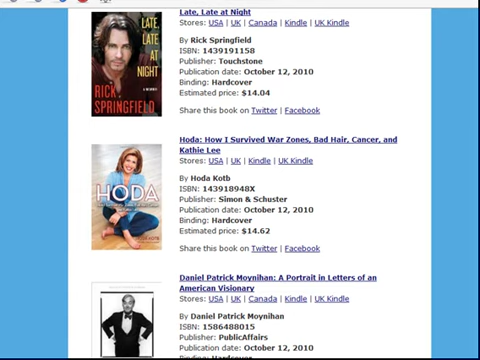 Late, Late at Night
Stores: USA | UK | Canada | Kindle | UK Kindle
By Rick Springfield
ISBN: 1439191158
Publisher: Touchstone
Publication date: October 12, 2010
Binding: Hardcover
Estimated price: $14.04
Share this book on Twitter | Facebook
LATE,
LATE
AT
NIGHT
RICK
SPRINGFIELD
Hoda: How I Survived War Zones, Bad Hair, Cancer, and
Kathie Lee
Stores: USA | UK | Kindle | UK Kindle
By Hoda Kotb
ISBN: 143918948X
Publisher: Simon & Schuster
Publication date: October 12, 2010
Binding: Hardcover
Estimated price: $14.62
Share this book on Twitter | Facebook
HODA
Daniel Patrick Moynihan: A Portrait in Letters of an
American Visionary
Stores: USA | UK | Canada | Kindle | UK Kindle
By Daniel Patrick Moynihan
ISBN: 1586488015
Publisher: PublicAffairs
Publication date: October 12, 2010
Binding: Hardcover